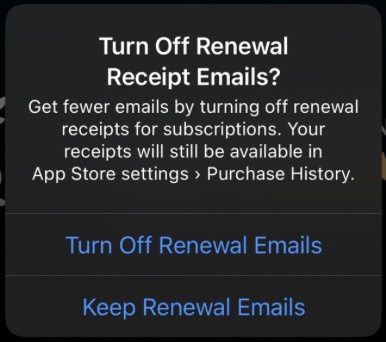 Turn Off Renewal
Receipt Emails?
Get fewer emails by turning off renewal
receipts for subscriptions. Your
receipts will still be available in
App Store settings › Purchase History.
Turn Off Renewal Emails
Keep Renewal Emails